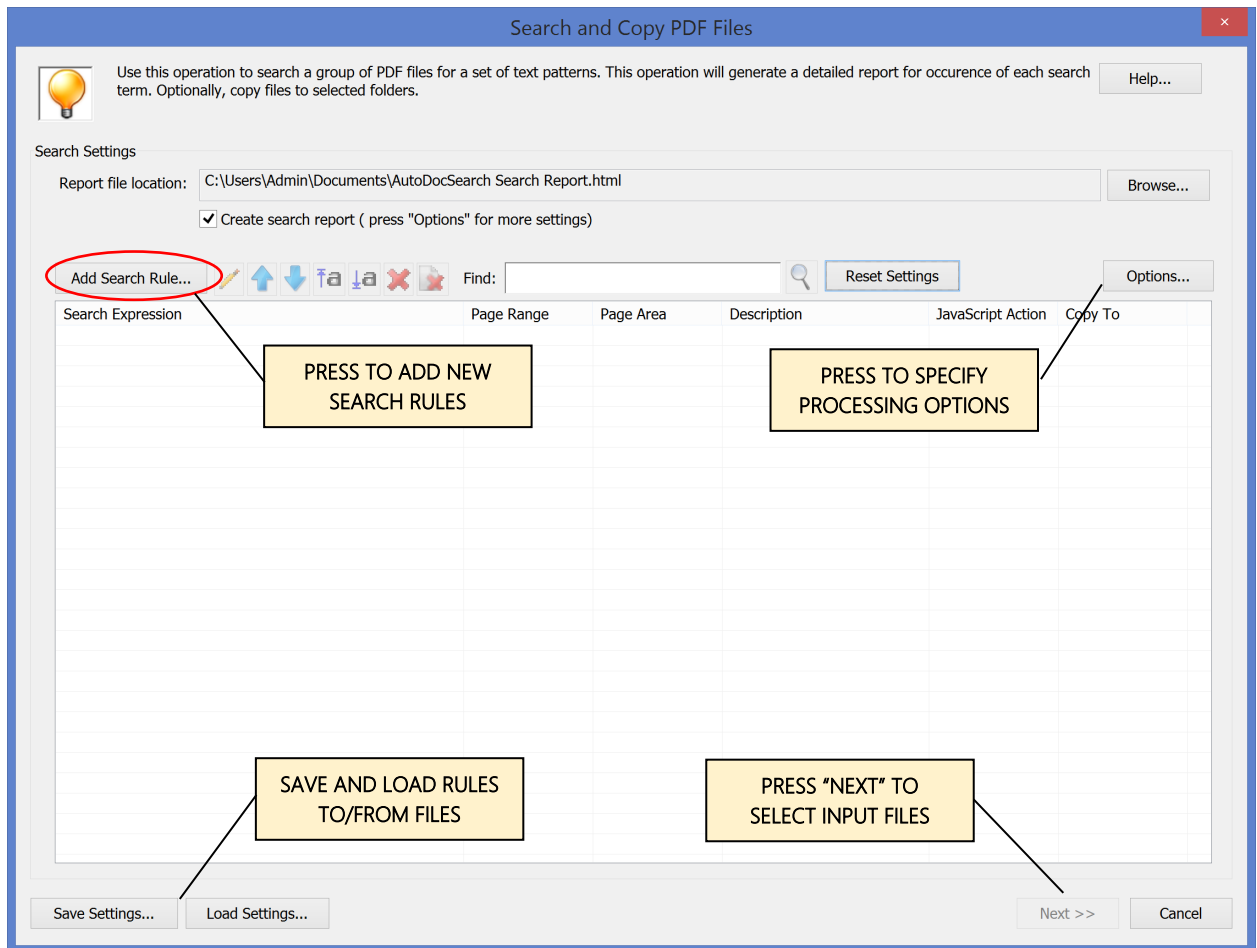 Search and Copy PDF Files
Use this operation to search a group of PDF files for a set of text patterns. This operation will generate a detailed report for occurence of each search
term. Optionally, copy files to selected folders.
Help...
Search Settings
Report file location: C:\Users\Admin\Documents\AutoDocSearch Search Report.html Browse...
Create search report ( press "Options" for more settings)
Add Search Rule... a a Find: Reset Settings Options...
Search Expression Page Range Page Area Description JavaScript Action Copy To
PRESS TO ADD NEW
SEARCH RULES
PRESS TO SPECIFY
PROCESSING OPTIONS
SAVE AND LOAD RULES
TO/FROM FILES
PRESS “NEXT” TO
SELECT INPUT FILES
Save Settings... Load Settings... Next >> Cancel